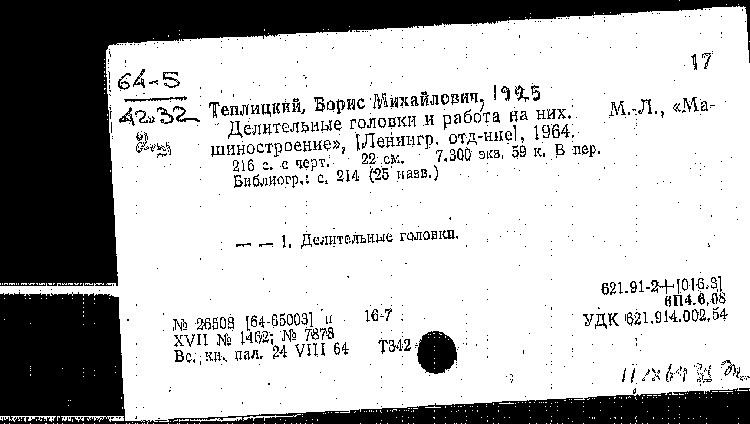 17
64-5
4232
Теплицкий, Борис Михайлович, 1925
Делительные головки и работа на них. М.-Л., «Ма-
шиностроение», [Ленингр. отд-ние], 1964.
216 с. с черт. 22 см. 7.300 экз. 59 к. В пер.
Библиогр.: с. 214 (25 назв.)
— — 1. Делительные головки.
621.91-2+[016.3]
6П4.6.08
№ 26509 [64-65003] п 16-7
УДК 621.914.002.54
XVII № 1462; № 7878
Вс. кн. пал. 24 VIII 64 Т342